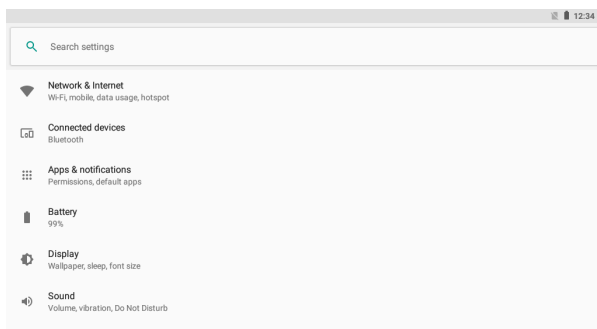 12:34
Search settings
Network & Internet
Wi-Fi, mobile, data usage, hotspot
Connected devices
Bluetooth
Apps & notifications
Permissions, default apps
Battery
99%
Display
Wallpaper, sleep, font size
Sound
Volume, vibration, Do Not Disturb